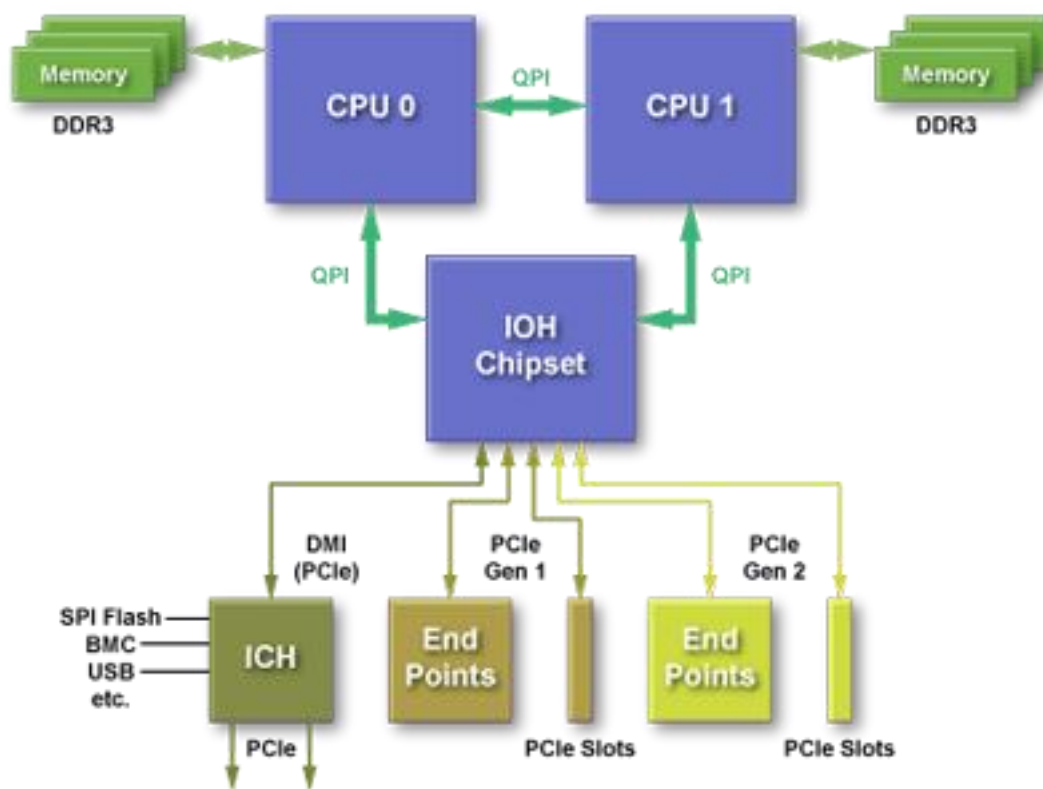 Memory
DDR3
CPU 0
QPI
CPU 1
Memory
DDR3
QPI
QPI
IOH
Chipset
DMI
(PCIe)
PCIe
Gen 1
PCIe
Gen 2
SPI Flash
BMC
USB
etc.
ICH
End
Points
End
Points
PCIe
PCIe Slots
PCIe Slots